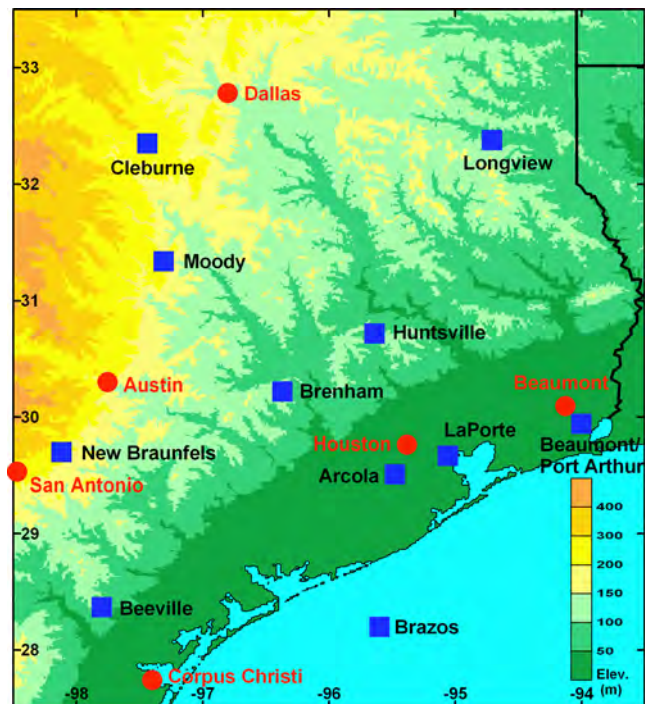 33
Dallas
Cleburne
Longview
32
Moody
31
Huntsville
Austin
Brenham
Beaumont
30
LaPorte
New Braunfels
Houston
Beaumont/
Port Arthur
San Antonio
Arcola
400
29
300
200
150
Beeville
100
Brazos
28
50
Corpus Christi
Elev.
(m)
-98
-97
-96
-95
-94